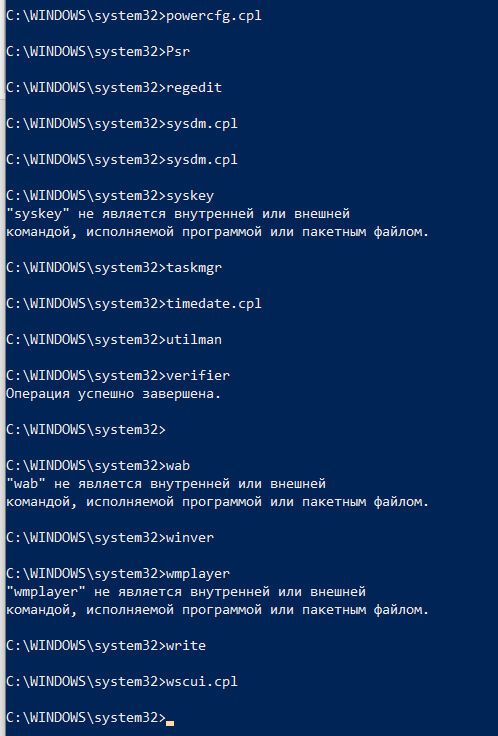 C:\WINDOWS\system32>powercfg.cpl
C:\WINDOWS\system32>Psr
C:\WINDOWS\system32>regedit
C:\WINDOWS\system32>sysdm.cpl
C:\WINDOWS\system32>sysdm.cpl
C:\WINDOWS\system32>syskey
"syskey" не является внутренней или внешней
командой, исполняемой программой или пакетным файлом.
C:\WINDOWS\system32>taskmgr
C:\WINDOWS\system32>timedate.cpl
C:\WINDOWS\system32>utilman
C:\WINDOWS\system32>verifier
Операция успешно завершена.
C:\WINDOWS\system32>
C:\WINDOWS\system32>wab
"wab" не является внутренней или внешней
командой, исполняемой программой или пакетным файлом.
C:\WINDOWS\system32>winver
C:\WINDOWS\system32>wmplayer
"wmplayer" не является внутренней или внешней
командой, исполняемой программой или пакетным файлом.
C:\WINDOWS\system32>write
C:\WINDOWS\system32>wscui.cpl
C:\WINDOWS\system32>